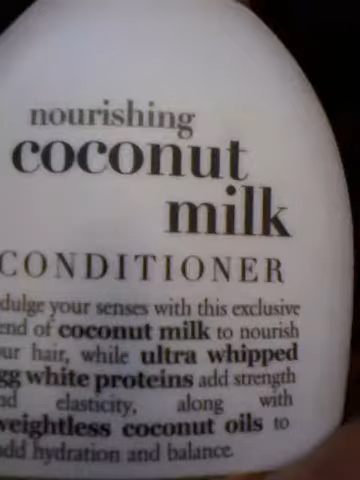 nourishing
coconut
milk
CONDITIONER
dulge your senses with this exclusive
end of coconut milk to nourish
ur hair, while ultra whipped
gg white proteins add strength
nd elasticity, along with
weightless coconut oils to
add hydration and balance.